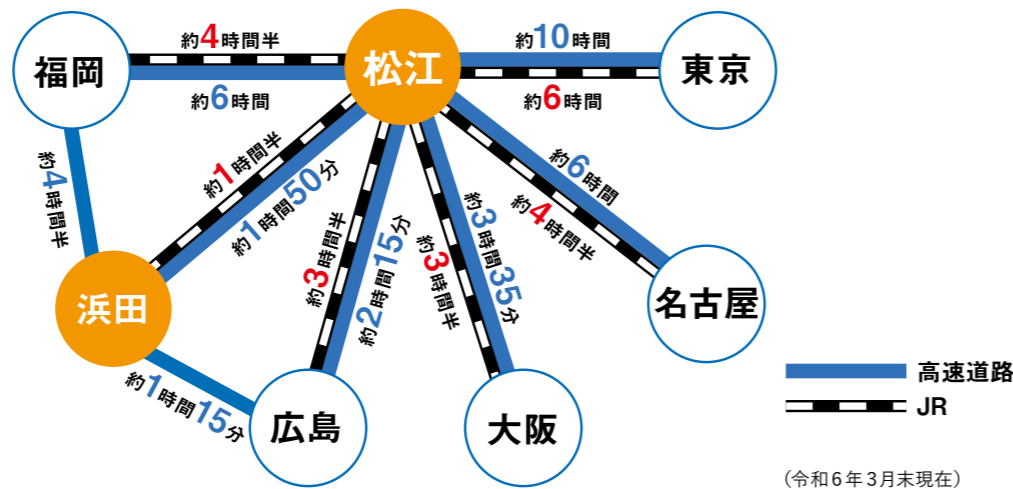 福岡
約4時間半
約6時間
松江
約10時間
約6時間
東京
約4時間半
約1時間半
約1時間50分
約3時間半
約2時間15分
約3時間35分
約3時間半
約6時間
約4時間半
名古屋
浜田
約1時間15分
広島
大阪
高速道路
JR
(令和6年3月末現在)